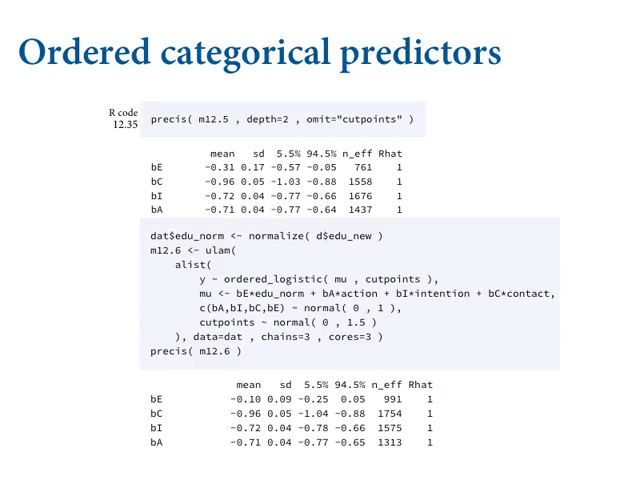 Ordered categorical predictors
R code
12.35
precis( m12.5 , depth=2 , omit="cutpoints" )
mean sd 5.5% 94.5% n_eff Rhat
bE -0.31 0.17 -0.57 -0.05 761 1
bC -0.96 0.05 -1.03 -0.88 1558 1
bI -0.72 0.04 -0.77 -0.66 1676 1
bA -0.71 0.04 -0.77 -0.64 1437 1
dat$edu_norm <- normalize( d$edu_new )
m12.6 <- ulam(
alist(
y ~ ordered_logistic( mu , cutpoints ),
mu <- bE*edu_norm + bA*action + bI*intention + bC*contact,
c(bA,bI,bC,bE) ~ normal( 0 , 1 ),
cutpoints ~ normal( 0 , 1.5 )
), data=dat , chains=3 , cores=3 )
precis( m12.6 )
mean sd 5.5% 94.5% n_eff Rhat
bE -0.10 0.09 -0.25 0.05 991 1
bC -0.96 0.05 -1.04 -0.88 1754 1
bI -0.72 0.04 -0.78 -0.66 1575 1
bA -0.71 0.04 -0.77 -0.65 1313 1